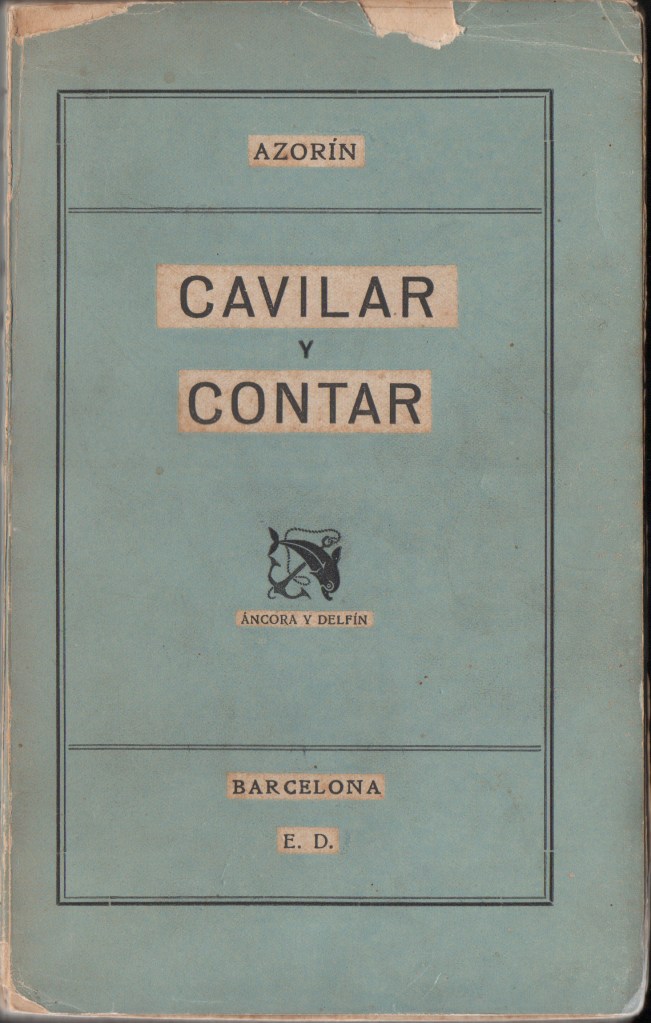 AZORÍN
CAVILAR
Y
CONTAR
ÁNCORA Y DELFÍN
BARCELONA
E. D.